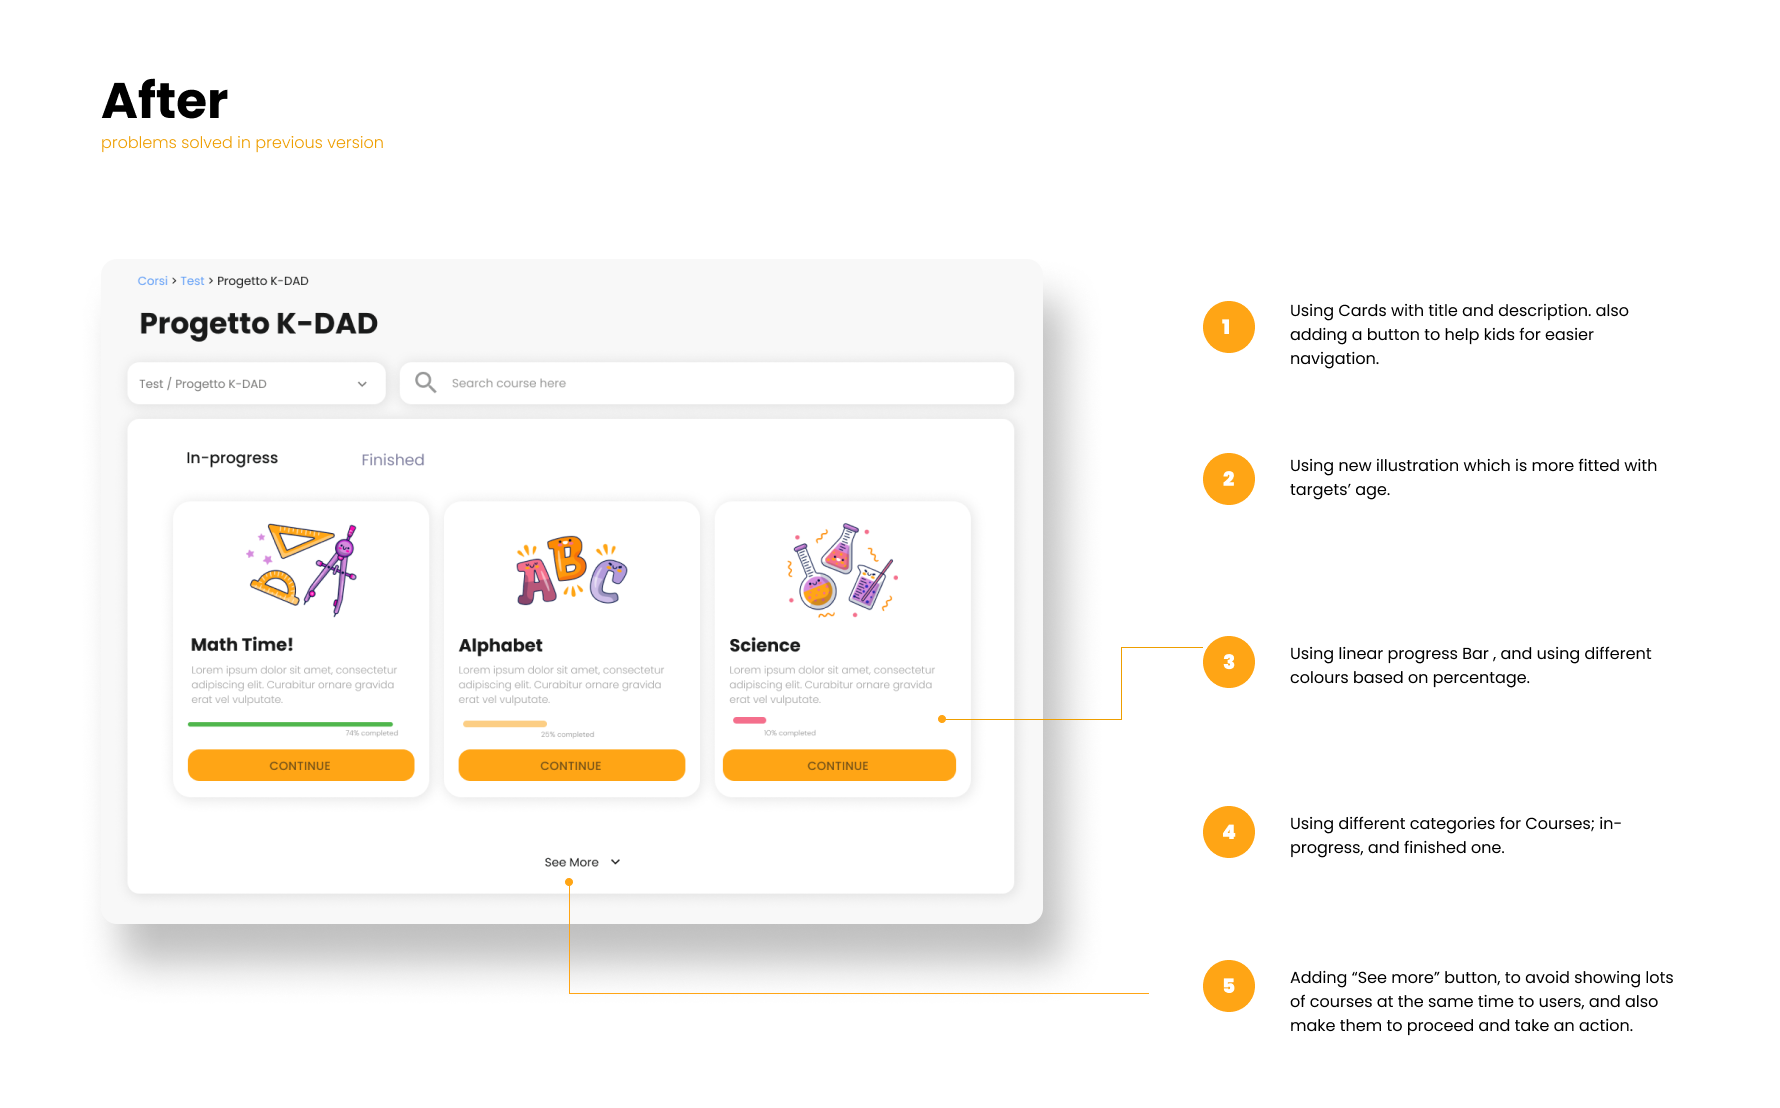 After
problems solved in previous version
Corsi > Test > Progetto K-DAD
Progetto K-DAD
Test / Progetto K-DAD
Search course here
In-progress
Finished
ABC
Math Time!
Lorem ipsum dolor sit amet, consectetur
adipiscing elit. Curabitur ornare gravida
erat vel vulputate.
74% completed
CONTINUE
Alphabet
Lorem ipsum dolor sit amet, consectetur
adipiscing elit. Curabitur ornare gravida
erat vel vulputate.
25% completed
CONTINUE
Science
Lorem ipsum dolor sit amet, consectetur
adipiscing elit. Curabitur ornare gravida
erat vel vulputate.
10% completed
CONTINUE
See More
1
Using Cards with title and description. also
adding a button to help kids for easier
navigation.
2
Using new illustration which is more fitted with
targets’ age.
3
Using linear progress Bar , and using different
colours based on percentage.
4
Using different categories for Courses; in-
progress, and finished one.
5
Adding “See more” button, to avoid showing lots
of courses at the same time to users, and also
make them to proceed and take an action.